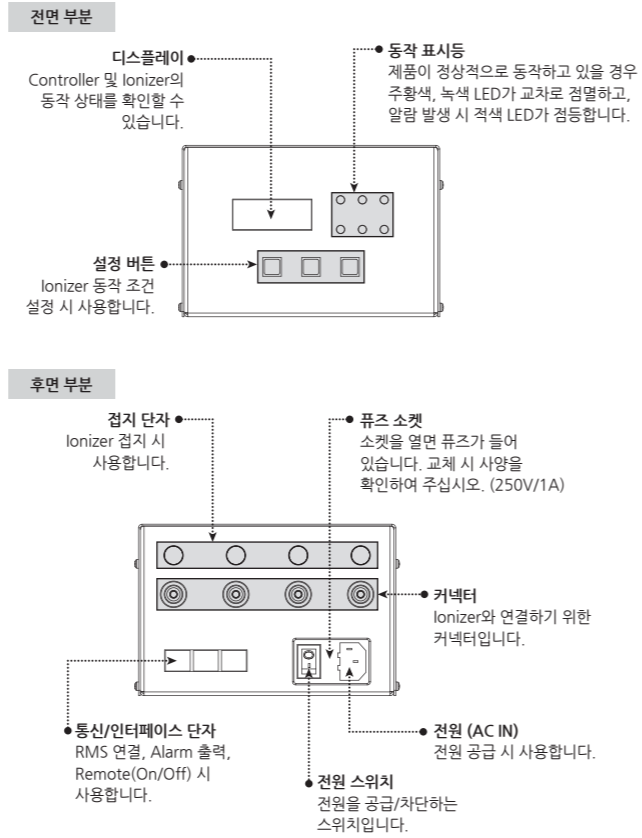 전면 부분
디스플레이
Controller 및 Ionizer의
동작 상태를 확인할 수
있습니다.
동작 표시등
제품이 정상적으로 동작하고 있을 경우
주황색, 녹색 LED가 교차로 점멸하고,
알람 발생 시 적색 LED가 점등합니다.
설정 버튼
Ionizer 동작 조건
설정 시 사용합니다.
후면 부분
접지 단자
Ionizer 접지 시
사용합니다.
퓨즈 소켓
소켓을 열면 퓨즈가 들어
있습니다. 교체 시 사양을
확인하여 주십시오. (250V/1A)
커넥터
Ionizer와 연결하기 위한
커넥터입니다.
통신/인터페이스 단자
RMS 연결, Alarm 출력,
Remote(On/Off) 시
사용합니다.
전원 (AC IN)
전원 공급 시 사용합니다.
전원 스위치
전원을 공급/차단하는
스위치입니다.